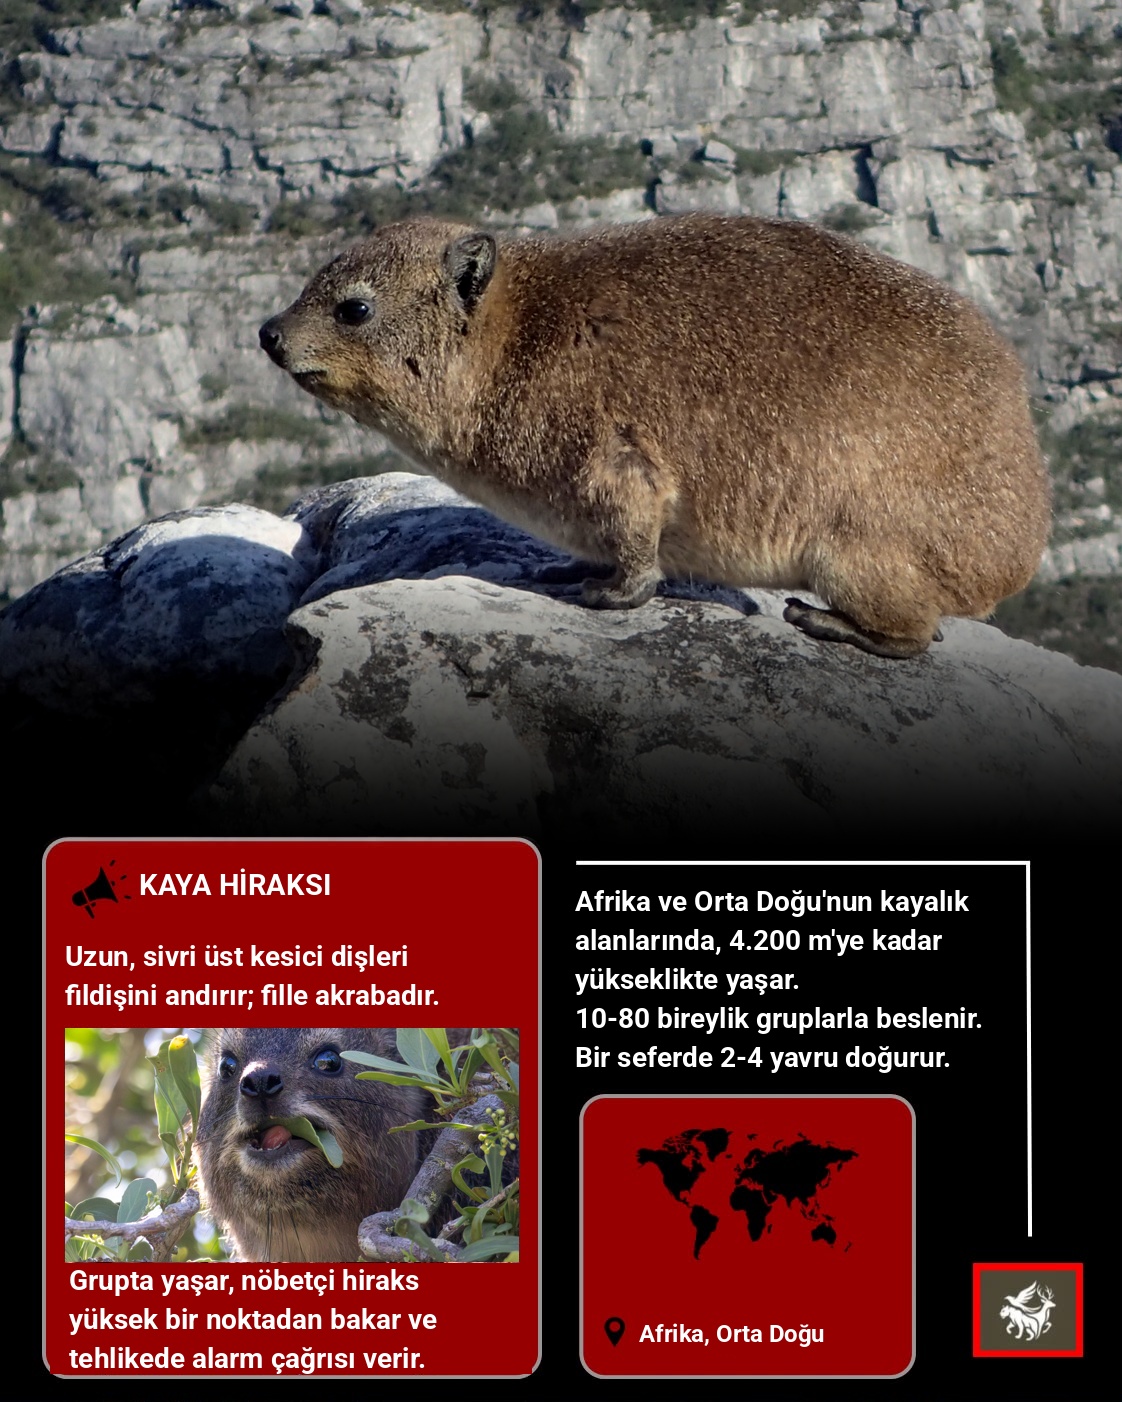 KAYA HİRAKSI
Uzun, sivri üst kesici dişleri
fildişini andırır; fille akrabadır.
Grupta yaşar, nöbetçi hiraks
yüksek bir noktadan bakar ve
tehlikede alarm çağrısı verir.
Afrika ve Orta Doğu'nun kayalık
alanlarında, 4.200 m'ye kadar
yükseklikte yaşar.
10-80 bireylik gruplarla beslenir.
Bir seferde 2-4 yavru doğurur.
Afrika, Orta Doğu